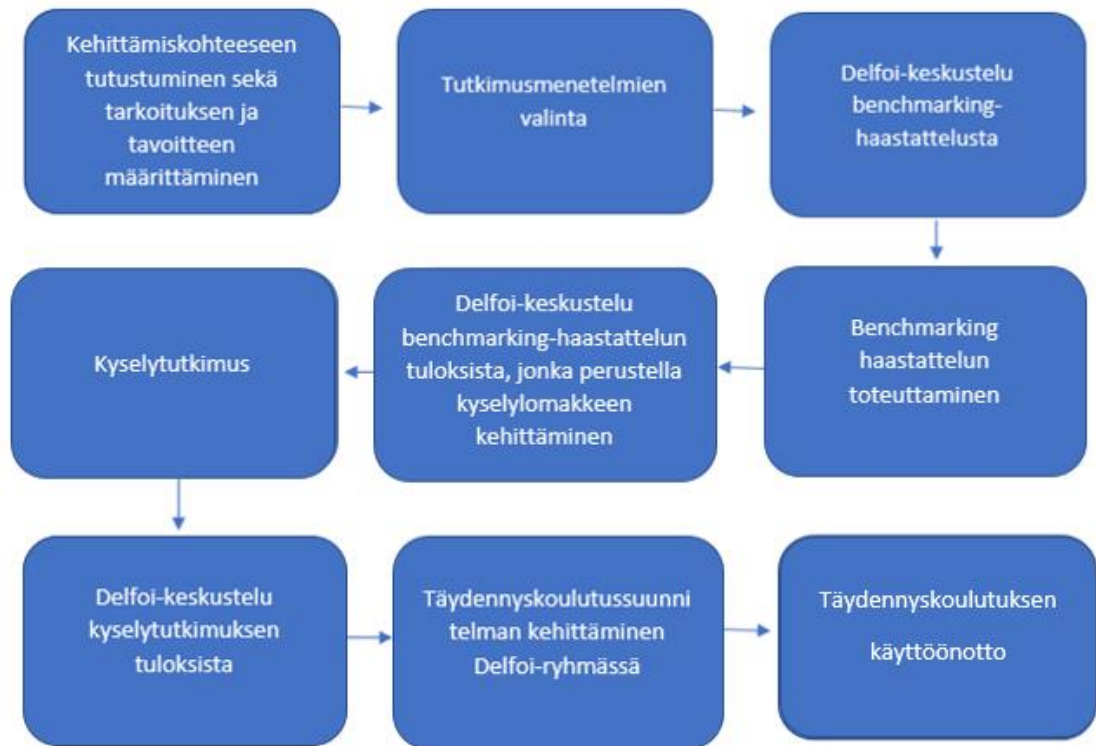 Kehittämiskohteeseen
tutustuminen sekä
tarkoituksen ja
tavoitteen
määrittäminen
Tutkimusmenetelmien
valinta
Delfoi-keskustelu
benchmarking-
haastattelusta
Benchmarking
haastattelun
toteuttaminen
Delfoi-keskustelu
benchmarking-haastattelun
tuloksista, jonka perustella
kyselylomakkeen
kehittäminen
Kyselytutkimus
Delfoi-keskustelu
kyselytutkimuksen
tuloksista
Täydennyskoulutussuunni
telman kehittäminen
Delfoi-ryhmässä
Täydennyskoulutuksen
käyttöönotto